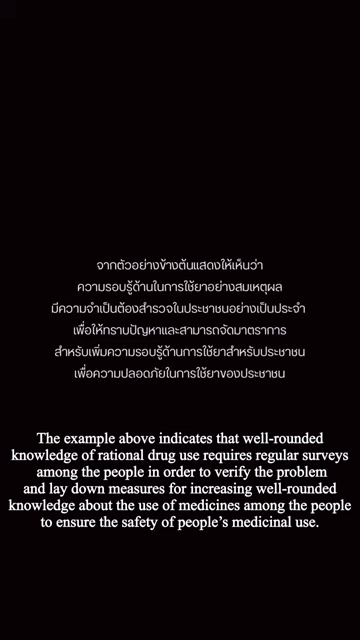 จากตัวอย่างข้างต้นแสดงให้เห็นว่า
ความรอบรู้ด้านในการใช้ยาอย่างสมเหตุผล
มีความจำเป็นต้องสำรวจในประชาชนอย่างเป็นประจำ
เพื่อให้ทราบปัญหาและสามารถจัดมาตราการ
สำหรับเพิ่มความรอบรู้ด้านการใช้ยาสำหรับประชาชน
เพื่อความปลอดภัยในการใช้ยาของประชาชน
The example above indicates that well-rounded
knowledge of rational drug use requires regular surveys
among the people in order to verify the problem
and lay down measures for increasing well-rounded
knowledge about the use of medicines among the people
to ensure the safety of people’s medicinal use.